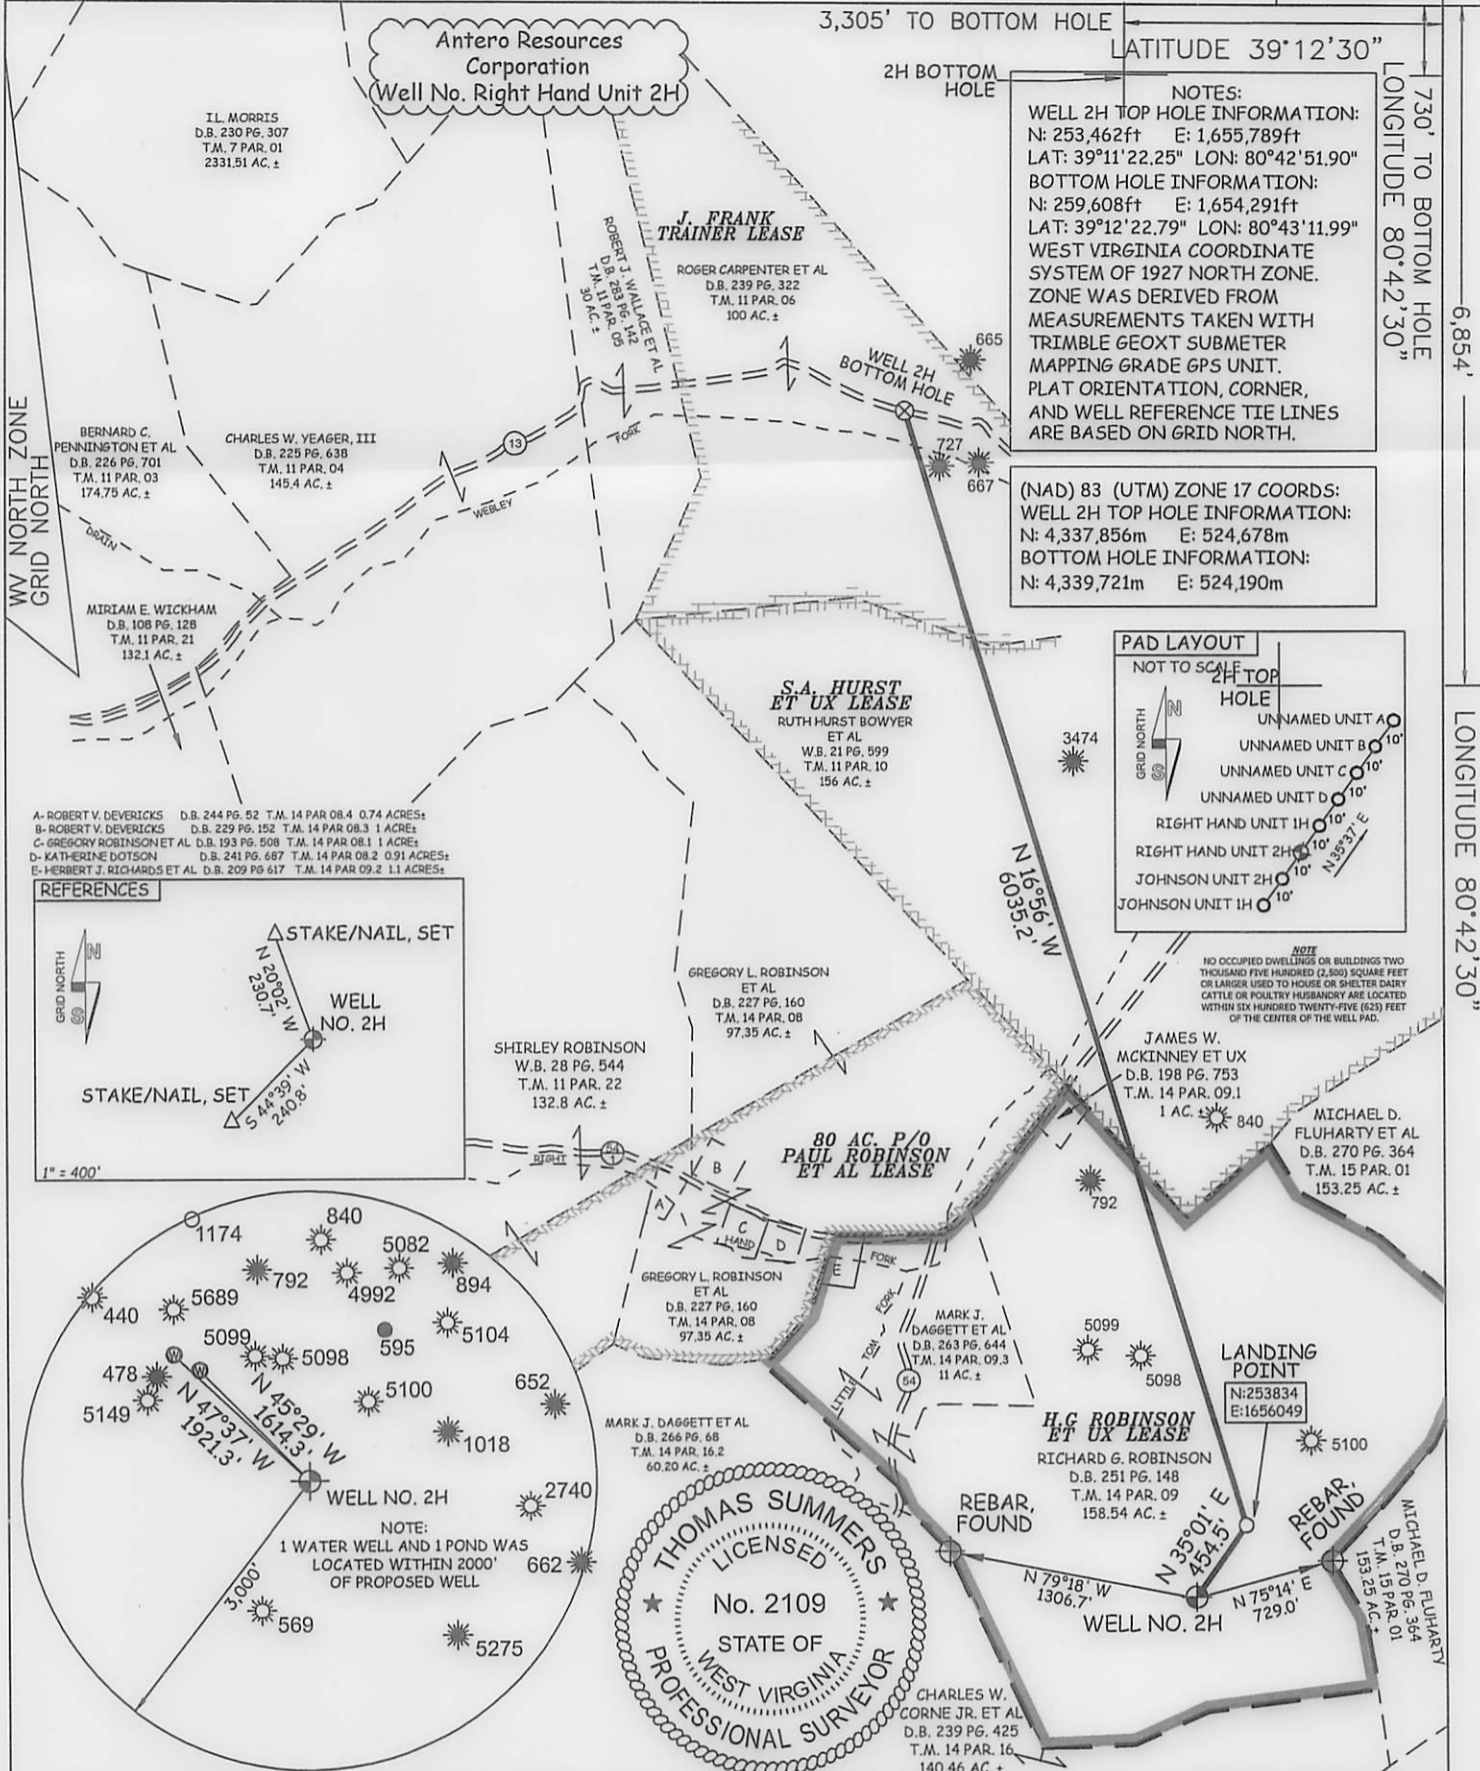 3,305' TO BOTTOM HOLE
LATITUDE 39°12'30"
Antero Resources
Corporation
Well No. Right Hand Unit 2H
2H BOTTOM
HOLE
730' TO BOTTOM HOLE
LONGITUDE 80°42'30"
6,854'
LONGITUDE 80°42'30"
NOTES:
WELL 2H TOP HOLE INFORMATION:
N: 253,462ft E: 1,655,789ft
LAT: 39°11'22.25" LON: 80°42'51.90"
BOTTOM HOLE INFORMATION:
N: 259,608ft E: 1,654,291ft
LAT: 39°12'22.79" LON: 80°43'11.99"
WEST VIRGINIA COORDINATE
SYSTEM OF 1927 NORTH ZONE.
ZONE WAS DERIVED FROM
MEASUREMENTS TAKEN WITH
TRIMBLE GEOXT SUBMETER
MAPPING GRADE GPS UNIT.
PLAT ORIENTATION, CORNER,
AND WELL REFERENCE TIE LINES
ARE BASED ON GRID NORTH.
(NAD) 83 (UTM) ZONE 17 COORDS:
WELL 2H TOP HOLE INFORMATION:
N: 4,337,856m E: 524,678m
BOTTOM HOLE INFORMATION:
N: 4,339,721m E: 524,190m
I.L. MORRIS
D.B. 230 PG. 307
T.M. 7 PAR. 01
2331.51 AC. ±
ROBERT J. WALLACE ET AL
D.B. 283 PG. 142
T.M. 11 PAR. 05
30 AC. ±
J. FRANK
TRAINER LEASE
ROGER CARPENTER ET AL
D.B. 239 PG. 322
T.M. 11 PAR. 06
100 AC. ±
WELL 2H
BOTTOM HOLE
665
727
667
WV NORTH ZONE
GRID NORTH
BERNARD C.
PENNINGTON ET AL
D.B. 226 PG. 701
T.M. 11 PAR. 03
174.75 AC. ±
CHARLES W. YEAGER, III
D.B. 225 PG. 638
T.M. 11 PAR. 04
145.4 AC. ±
13
FORK
WEBLEY
DRAIN
MIRIAM E. WICKHAM
D.B. 108 PG. 128
T.M. 11 PAR. 21
132.1 AC. ±
S.A. HURST
ET UX LEASE
RUTH HURST BOWYER
ET AL
W.B. 21 PG. 599
T.M. 11 PAR. 10
156 AC. ±
3474
N 16°56' W
6035.2'
PAD LAYOUT
NOT TO SCALE
2H TOP
HOLE
GRID NORTH
N
S
UNNAMED UNIT A
10'
UNNAMED UNIT B
10'
UNNAMED UNIT C
10'
UNNAMED UNIT D
10'
RIGHT HAND UNIT 1H
10'
RIGHT HAND UNIT 2H
10'
JOHNSON UNIT 2H
10'
JOHNSON UNIT 1H
N 35°37' E
NOTE
NO OCCUPIED DWELLINGS OR BUILDINGS TWO
THOUSAND FIVE HUNDRED (2,500) SQUARE FEET
OR LARGER USED TO HOUSE OR SHELTER DAIRY
CATTLE OR POULTRY HUSBANDRY ARE LOCATED
WITHIN SIX HUNDRED TWENTY-FIVE (625) FEET
OF THE CENTER OF THE WELL PAD.
A- ROBERT V. DEVERICKS D.B. 244 PG. 52 T.M. 14 PAR 08.4 0.74 ACRES±
B- ROBERT V. DEVERICKS D.B. 229 PG. 152 T.M. 14 PAR 08.3 1 ACRE±
C- GREGORY ROBINSON ET AL D.B. 193 PG. 508 T.M. 14 PAR 08.1 1 ACRE±
D- KATHERINE DOTSON D.B. 241 PG. 687 T.M. 14 PAR 08.2 0.91 ACRES±
E- HERBERT J. RICHARDS ET AL D.B. 209 PG 617 T.M. 14 PAR 09.2 1.1 ACRES±
REFERENCES
GRID NORTH
N
S
STAKE/NAIL, SET
N 20°02' W
230.7'
WELL
NO. 2H
STAKE/NAIL, SET
S 44°39' W
240.8'
1" = 400'
GREGORY L. ROBINSON
ET AL
D.B. 227 PG. 160
T.M. 14 PAR. 08
97.35 AC. ±
SHIRLEY ROBINSON
W.B. 28 PG. 544
T.M. 11 PAR. 22
132.8 AC. ±
RIGHT
JAMES W.
MCKINNEY ET UX
D.B. 198 PG. 753
T.M. 14 PAR. 09.1
1 AC. ±
840
80 AC. P/O
PAUL ROBINSON
ET AL LEASE
A
B
C
D
E
HAND
FORK
792
MICHAEL D.
FLUHARTY ET AL
D.B. 270 PG. 364
T.M. 15 PAR. 01
153.25 AC. ±
GREGORY L. ROBINSON
ET AL
D.B. 227 PG. 160
T.M. 14 PAR. 08
97.35 AC. ±
LITTLE
TOM
FORK
54
MARK J.
DAGGETT ET AL
D.B. 263 PG. 644
T.M. 14 PAR. 09.3
11 AC. ±
5099
5098
LANDING
POINT
N:253834
E:1656049
5100
MARK J. DAGGETT ET AL
D.B. 266 PG. 68
T.M. 14 PAR. 16.2
60.20 AC. ±
H.G ROBINSON
ET UX LEASE
RICHARD G. ROBINSON
D.B. 251 PG. 148
T.M. 14 PAR. 09
158.54 AC. ±
REBAR,
FOUND
N 79°18' W
1306.7'
N 35°01' E
454.5'
WELL NO. 2H
N 75°14' E
729.0'
REBAR,
FOUND
MICHAEL D. FLUHARTY
D.B. 270 PG. 364
T.M. 15 PAR. 01
153.25 AC. ±
1174
840
5082
792
4992
894
440
5689
5104
5099
5098
595
478
5149
5100
652
1018
W
W
N 45°29' W
1614.3'
N 47°37' W
1921.3'
WELL NO. 2H
2740
NOTE:
1 WATER WELL AND 1 POND WAS
LOCATED WITHIN 2000'
OF PROPOSED WELL
662
3,000'
569
5275
THOMAS SUMMERS
LICENSED
No. 2109
STATE OF
WEST VIRGINIA
PROFESSIONAL SURVEYOR
CHARLES W.
CORNE JR. ET AL
D.B. 239 PG. 425
T.M. 14 PAR. 16
140.46 AC. ±